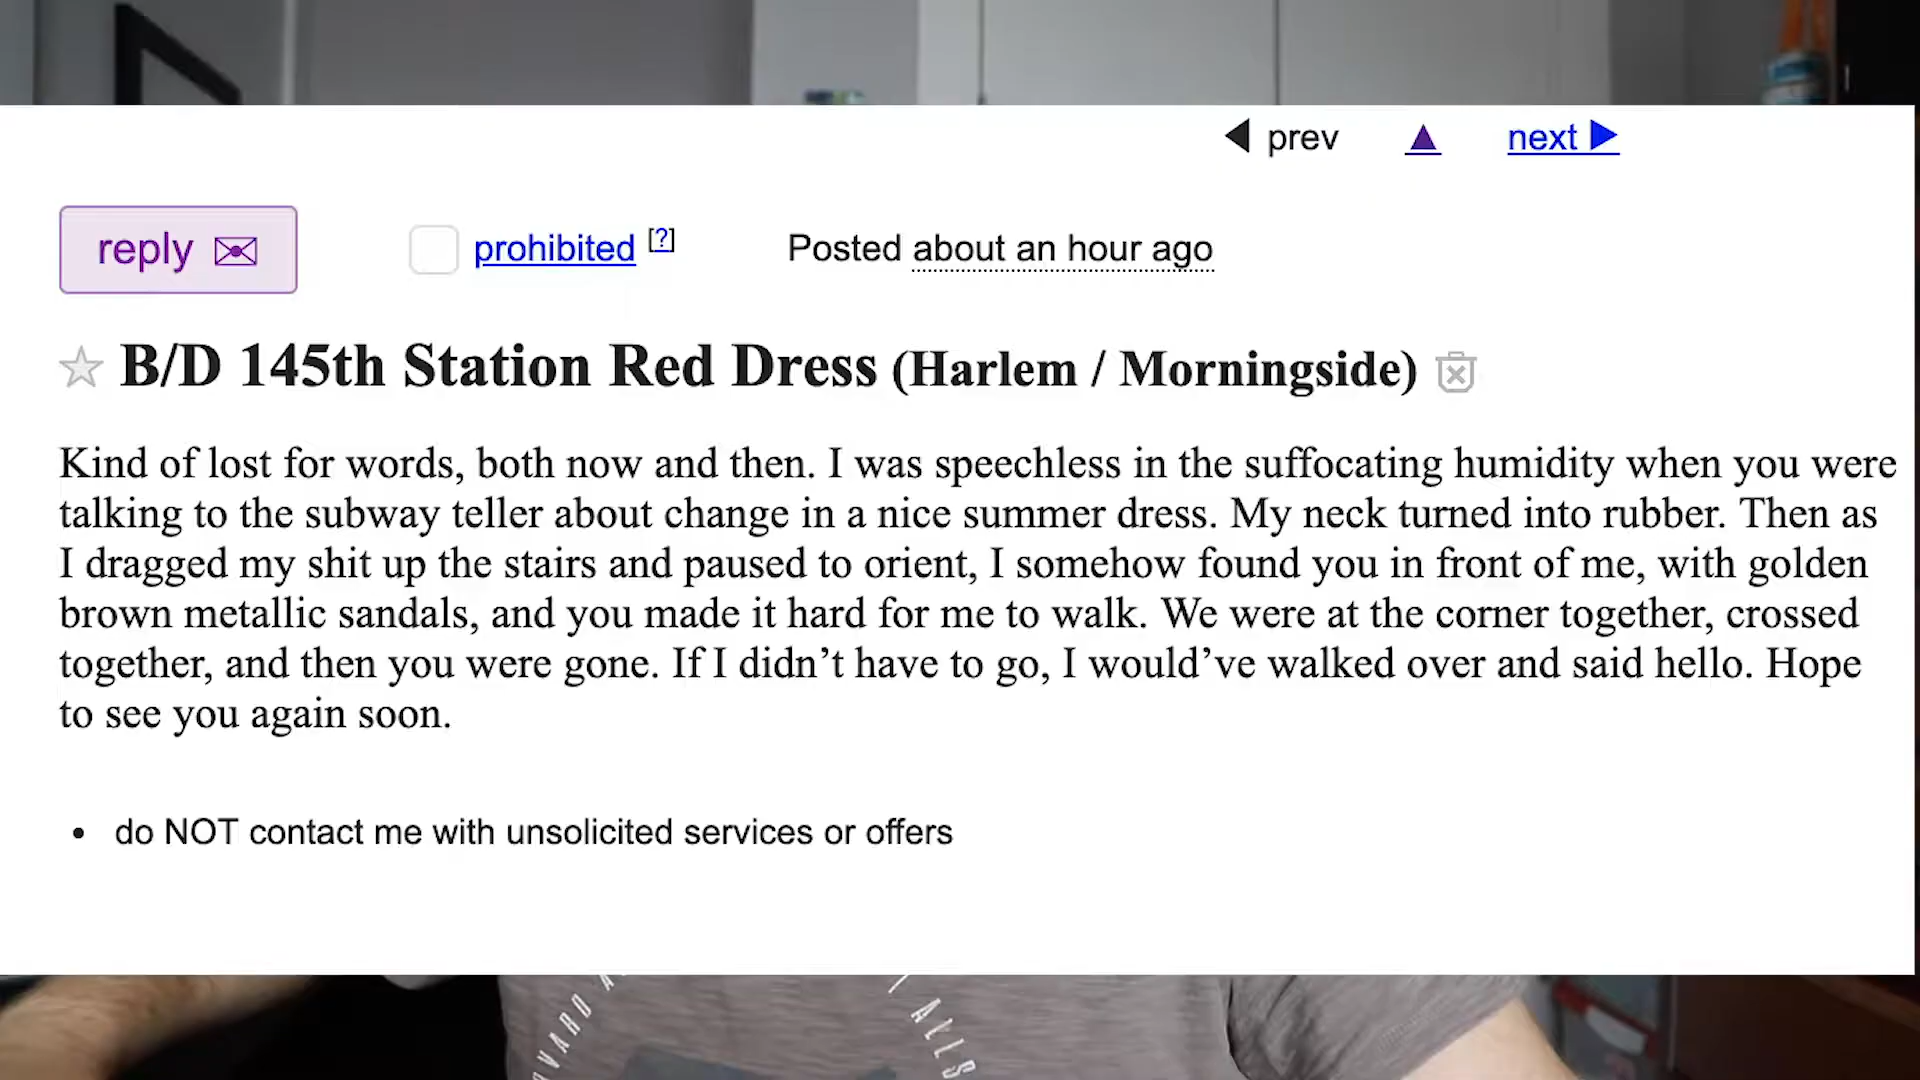 ◀ prev ▲ next ▶
reply ✉ prohibited [?] Posted about an hour ago
☆ B/D 145th Station Red Dress (Harlem / Morningside)
Kind of lost for words, both now and then. I was speechless in the suffocating humidity when you were
talking to the subway teller about change in a nice summer dress. My neck turned into rubber. Then as
I dragged my shit up the stairs and paused to orient, I somehow found you in front of me, with golden
brown metallic sandals, and you made it hard for me to walk. We were at the corner together, crossed
together, and then you were gone. If I didn’t have to go, I would’ve walked over and said hello. Hope
to see you again soon.
• do NOT contact me with unsolicited services or offers